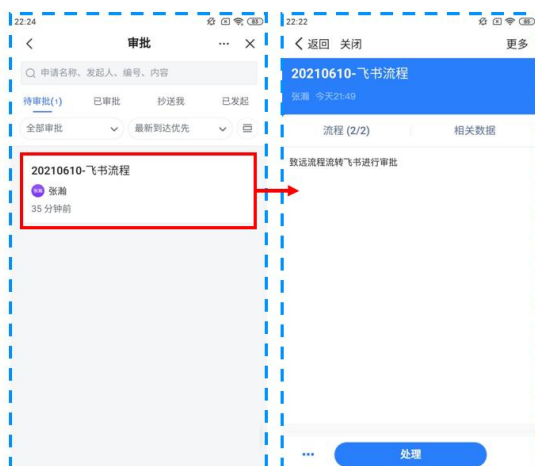 22:24
审批
申请名称、发起人、编号、内容
待审批(1) 已审批 抄送我 已发起
全部审批 最新到达优先
20210610-飞书流程
张瀚
35 分钟前
22:22
返回 关闭 更多
20210610-飞书流程
张瀚 今天21:49
流程 (2/2) 相关数据
致远流程流转飞书进行审批
处理